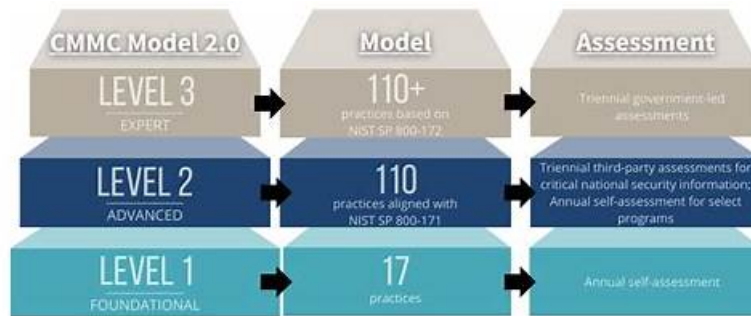 CMMC Model 2.0
Model
Assessment
LEVEL 3
EXPERT
110+
practices based on
NIST SP 800-172
Triennial government-led
assessments
LEVEL 2
ADVANCED
110
practices aligned with
NIST SP 800-171
Triennial third-party assessments for
critical national security information;
Annual self-assessment for select
programs
LEVEL 1
FOUNDATIONAL
17
practices
Annual self-assessment